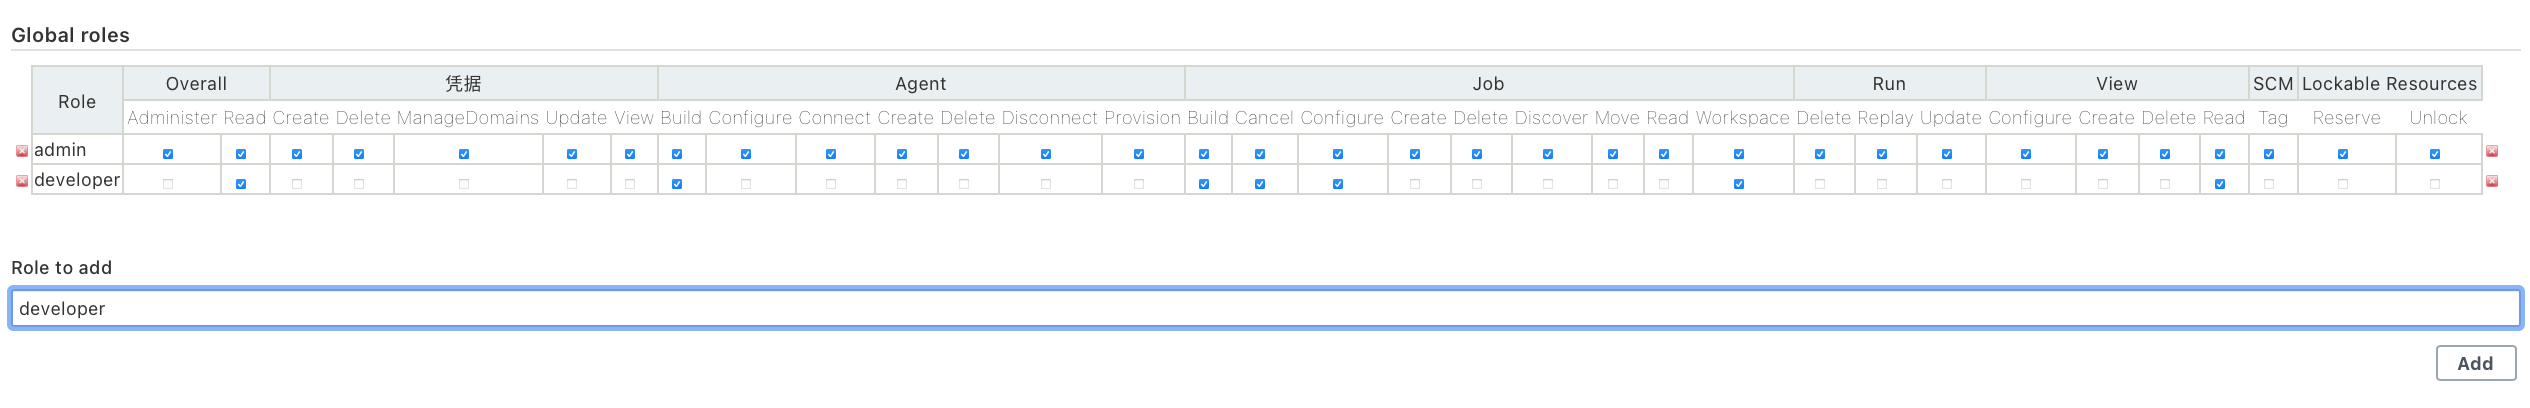 Global roles
Role Overall 凭据 Agent Job Run View SCM Lockable Resources
Administer Read Create Delete ManageDomains Update View Build Configure Connect Create Delete Disconnect Provision Build Cancel Configure Create Delete Discover Move Read Workspace Delete Replay Update Configure Create Delete Read Tag Reserve Unlock
admin
developer
Role to add
developer
Add